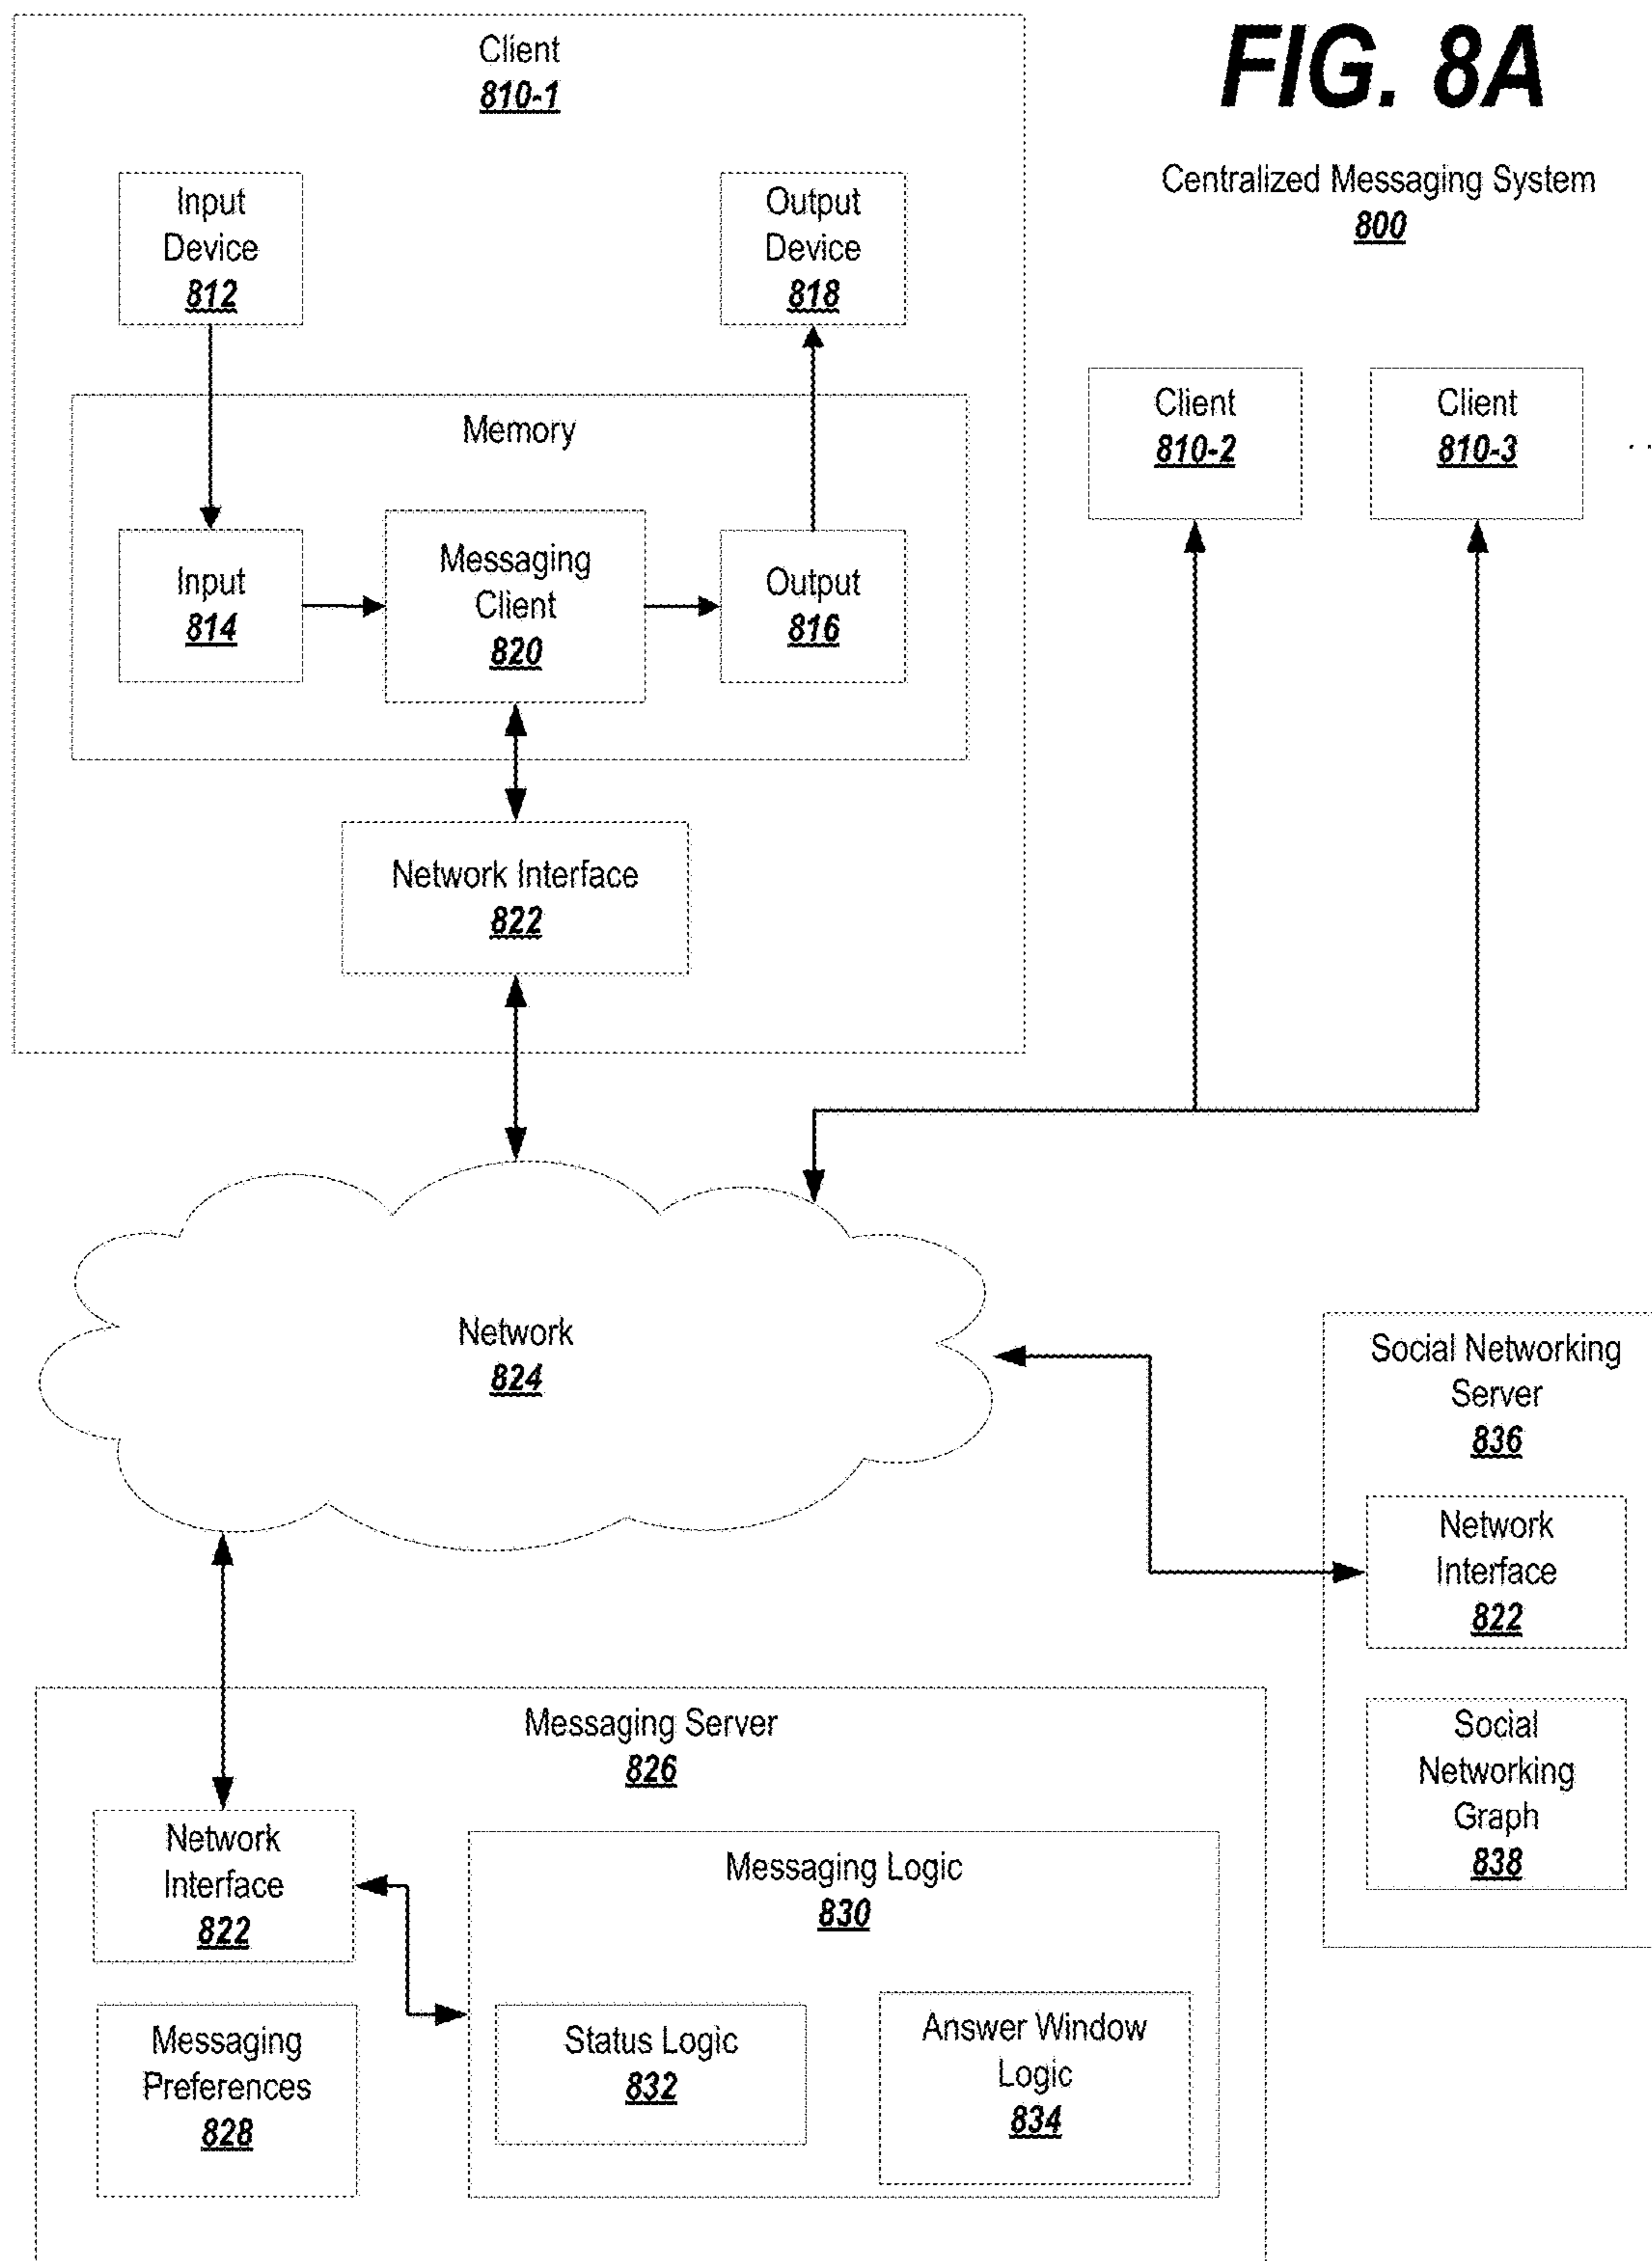 FIG. 8A
Centralized Messaging System
800
Client
810-1
Input
Device
812
Output
Device
818
Memory
Input
814
Messaging
Client
820
Output
816
Network Interface
822
Client
810-2
Client
810-3
..
Network
824
Social Networking
Server
836
Network
Interface
822
Social
Networking
Graph
838
Messaging Server
826
Network
Interface
822
Messaging
Preferences
828
Messaging Logic
830
Status Logic
832
Answer Window
Logic
834